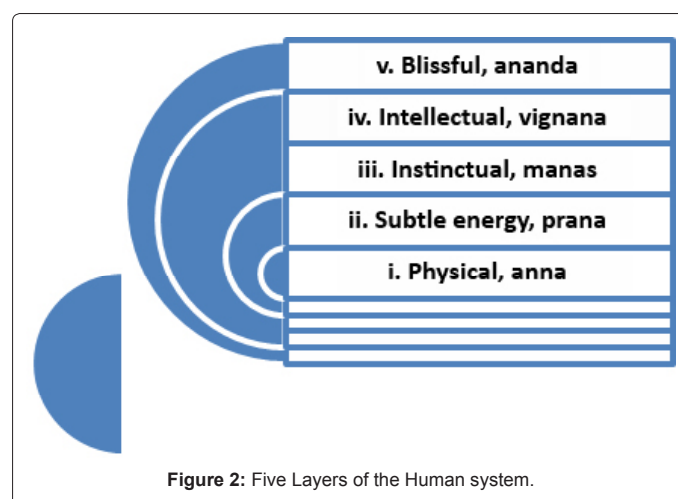 v. Blissful, ananda
iv. Intellectual, vignana
iii. Instinctual, manas
ii. Subtle energy, prana
i. Physical, anna
Figure 2: Five Layers of the Human system.